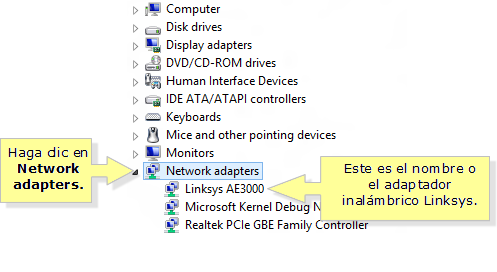 Computer
Disk drives
Display adapters
DVD/CD-ROM drives
Human Interface Devices
IDE ATA/ATAPI controllers
Keyboards
Mice and other pointing devices
Monitors
Network adapters
Linksys AE3000
Microsoft Kernel Debug N
Realtek PCIe GBE Family Controller
Haga clic en
Network
adapters.
Este es el nombre o
el adaptador
inalámbrico Linksys.